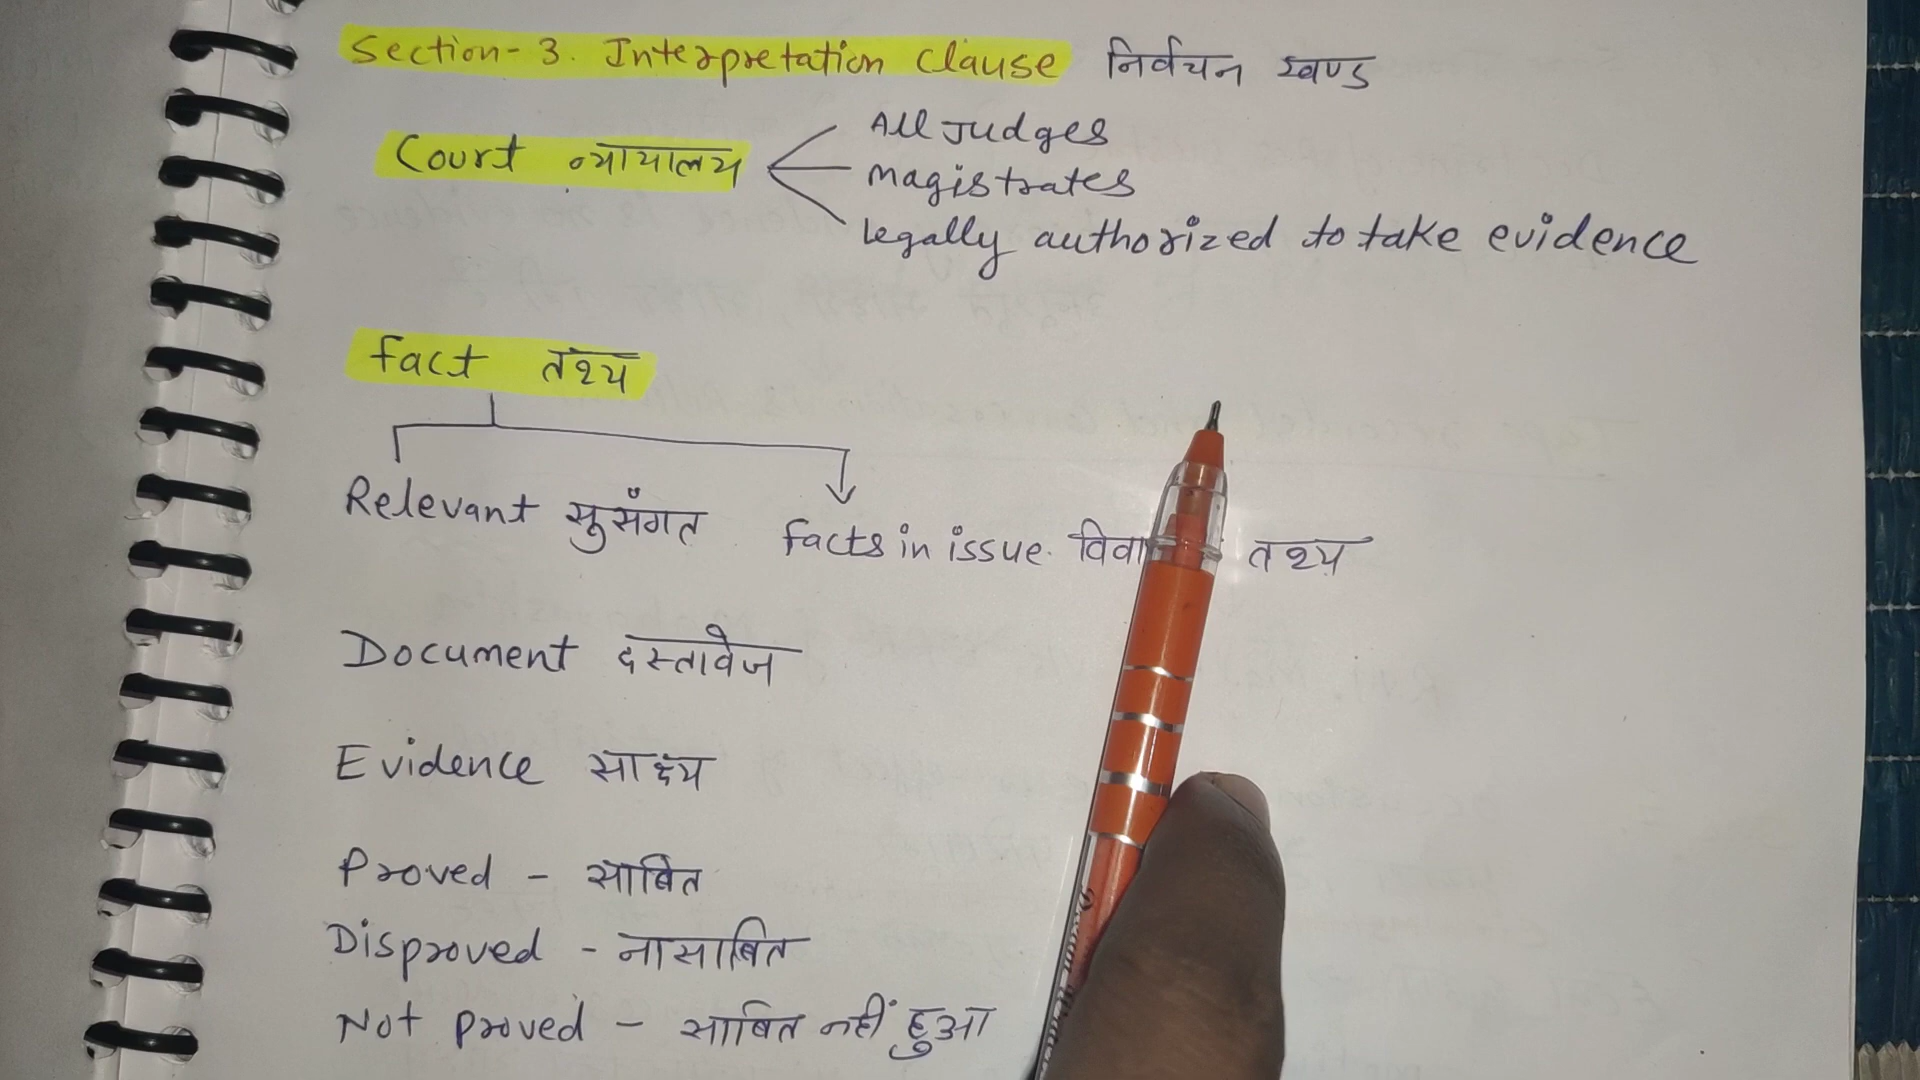 Section-3. Interpretation Clause निर्वचन खण्ड
All Judges
Court न्यायालय
Magistrates
Legally authorized to take evidence
Fact तथ्य
Relevant सुसंगत
Facts in issue. तथ्य
Document दस्तावेज
Evidence साक्ष्य
Proved - साबित
Disproved - नासाबित
Not proved - साबित नहीं हुआ